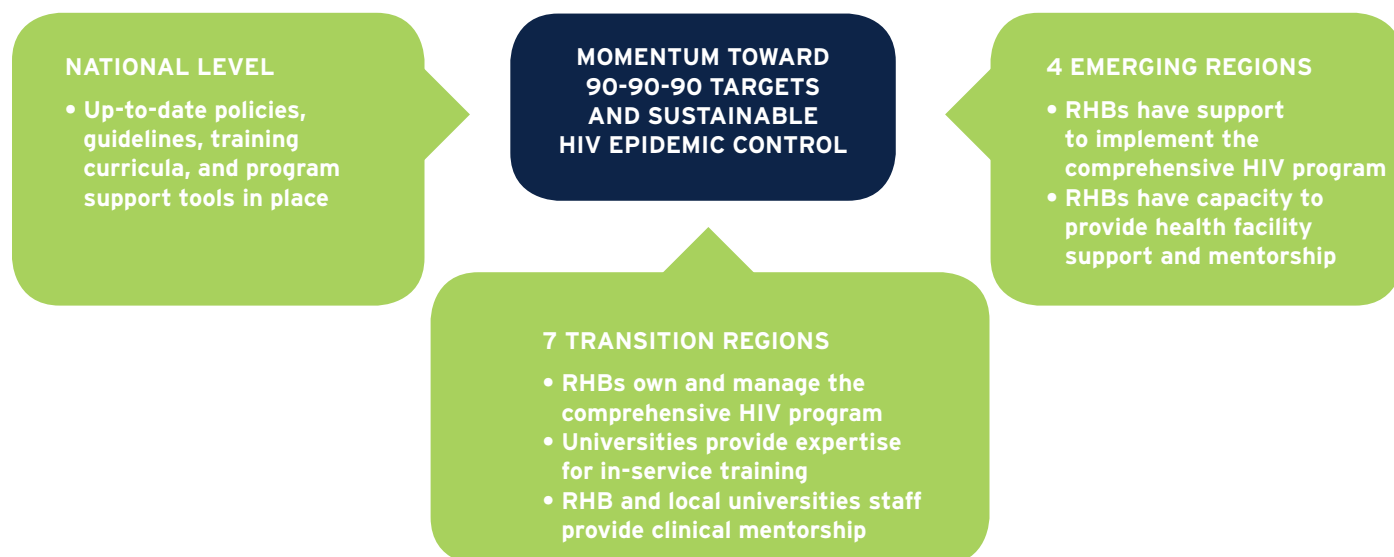 NATIONAL LEVEL
• Up-to-date policies,
guidelines, training
curricula, and program
support tools in place
MOMENTUM TOWARD
90-90-90 TARGETS
AND SUSTAINABLE
HIV EPIDEMIC CONTROL
4 EMERGING REGIONS
• RHBs have support
to implement the
comprehensive HIV program
• RHBs have capacity to
provide health facility
support and mentorship
7 TRANSITION REGIONS
• RHBs own and manage the
comprehensive HIV program
• Universities provide expertise
for in-service training
• RHB and local universities staff
provide clinical mentorship